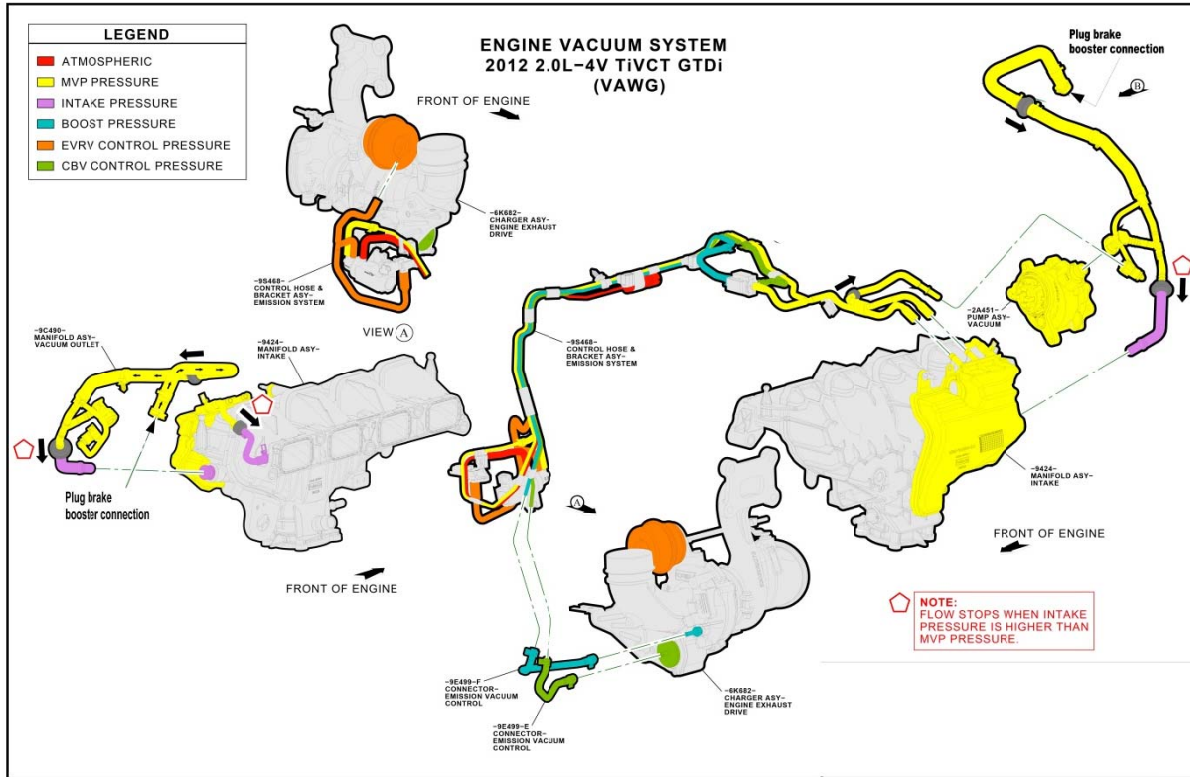 LEGEND
ATMOSPHERIC
MVP PRESSURE
INTAKE PRESSURE
BOOST PRESSURE
EVRV CONTROL PRESSURE
CBV CONTROL PRESSURE
ENGINE VACUUM SYSTEM
2012 2.0L-4V TiVCT GTDi
(VAWG)
FRONT OF ENGINE
Plug brake
booster connection
B
-6K682-
CHARGER ASY-
ENGINE EXHAUST
DRIVE
-9S468-
CONTROL HOSE &
BRACKET ASY-
EMISSION SYSTEM
VIEW A
-9C490-
MANIFOLD ASY-
VACUUM OUTLET
-9424-
MANIFOLD ASY-
INTAKE
-9S468-
CONTROL HOSE &
BRACKET ASY-
EMISSION SYSTEM
-2A451-
PUMP ASY-
VACUUM
-9424-
MANIFOLD ASY-
INTAKE
Plug brake
booster connection
A
FRONT OF ENGINE
FRONT OF ENGINE
NOTE:
FLOW STOPS WHEN INTAKE
PRESSURE IS HIGHER THAN
MVP PRESSURE.
-9E499-F
CONNECTOR-
EMISSION VACUUM
CONTROL
-9E499-E
CONNECTOR-
EMISSION VACUUM
CONTROL
-6K682-
CHARGER ASY-
ENGINE EXHAUST
DRIVE